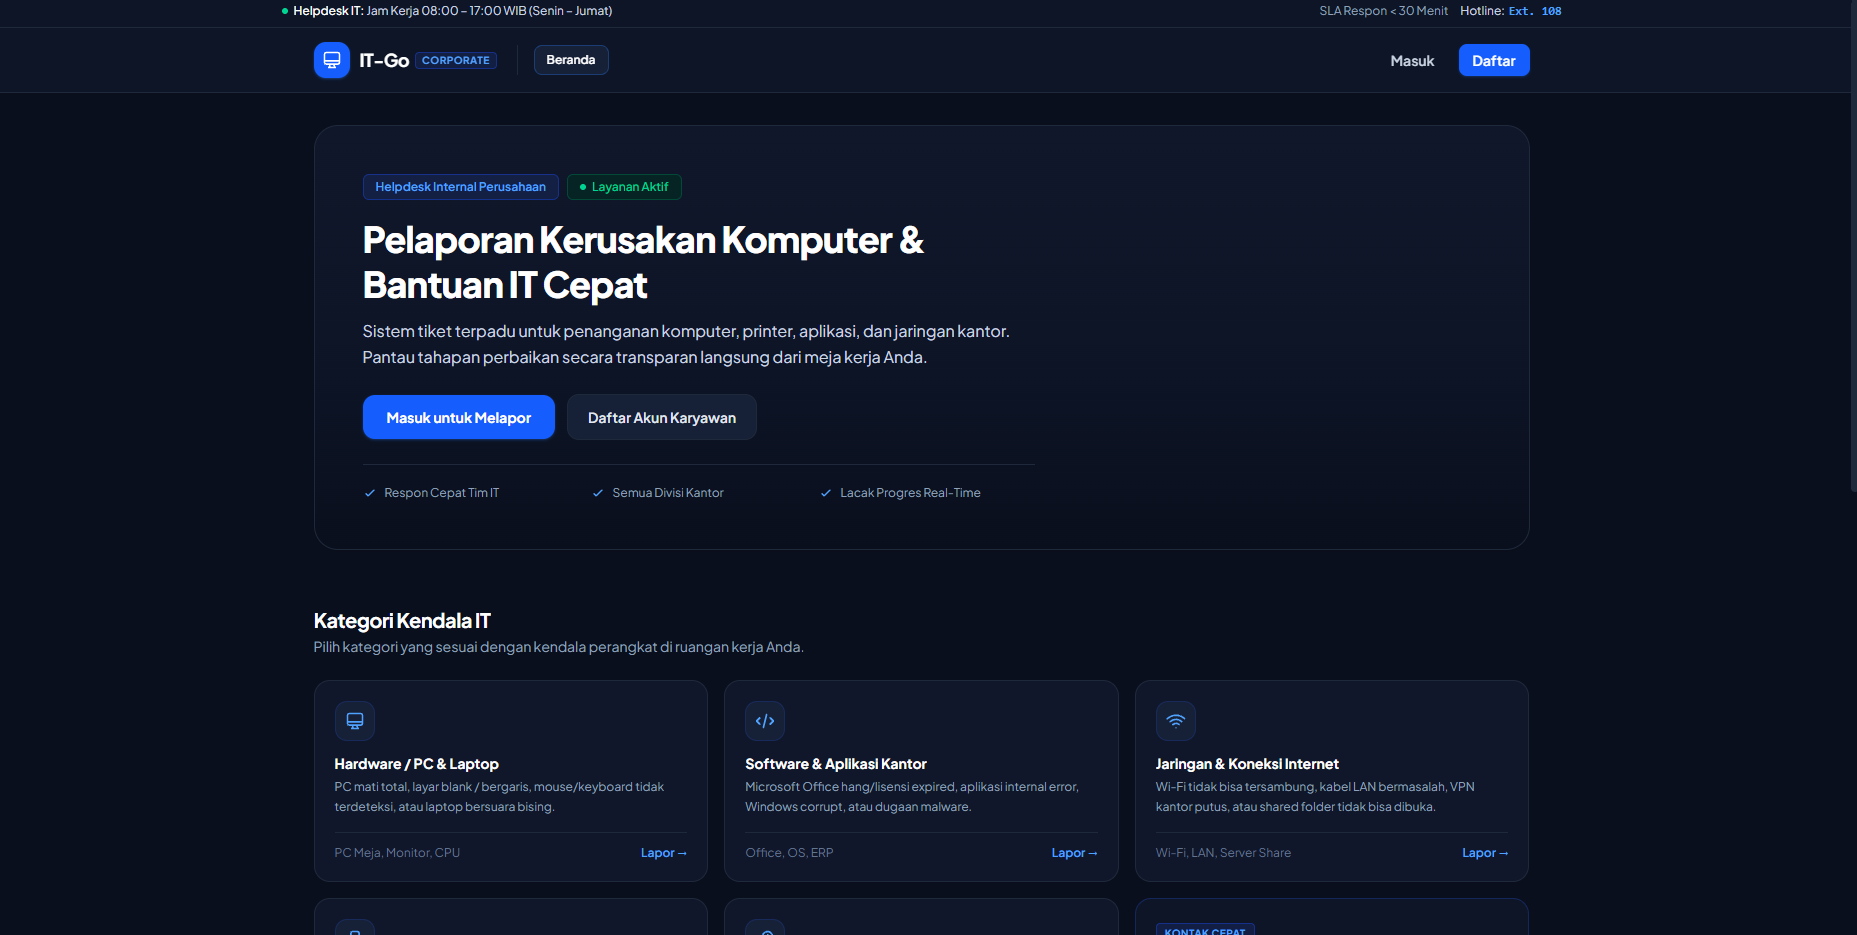 Helpdesk IT: Jam Kerja 08:00 – 17:00 WIB (Senin – Jumat)
SLA Respon < 30 Menit
Hotline: Ext. 108
IT-Go CORPORATE
Beranda
Masuk
Daftar
Helpdesk Internal Perusahaan
Layanan Aktif
Pelaporan Kerusakan Komputer &
Bantuan IT Cepat
Sistem tiket terpadu untuk penanganan komputer, printer, aplikasi, dan jaringan kantor.
Pantau tahapan perbaikan secara transparan langsung dari meja kerja Anda.
Masuk untuk Melapor
Daftar Akun Karyawan
Respon Cepat Tim IT
Semua Divisi Kantor
Lacak Progres Real-Time
Kategori Kendala IT
Pilih kategori yang sesuai dengan kendala perangkat di ruangan kerja Anda.
Hardware / PC & Laptop
PC mati total, layar blank / bergaris, mouse/keyboard tidak
terdeteksi, atau laptop bersuara bising.
PC Meja, Monitor, CPU
Lapor →
Software & Aplikasi Kantor
Microsoft Office hang/lisensi expired, aplikasi internal error,
Windows corrupt, atau dugaan malware.
Office, OS, ERP
Lapor →
Jaringan & Koneksi Internet
Wi-Fi tidak bisa tersambung, kabel LAN bermasalah, VPN
kantor putus, atau shared folder tidak bisa dibuka.
Wi-Fi, LAN, Server Share
Lapor →
KONTAK CEPAT